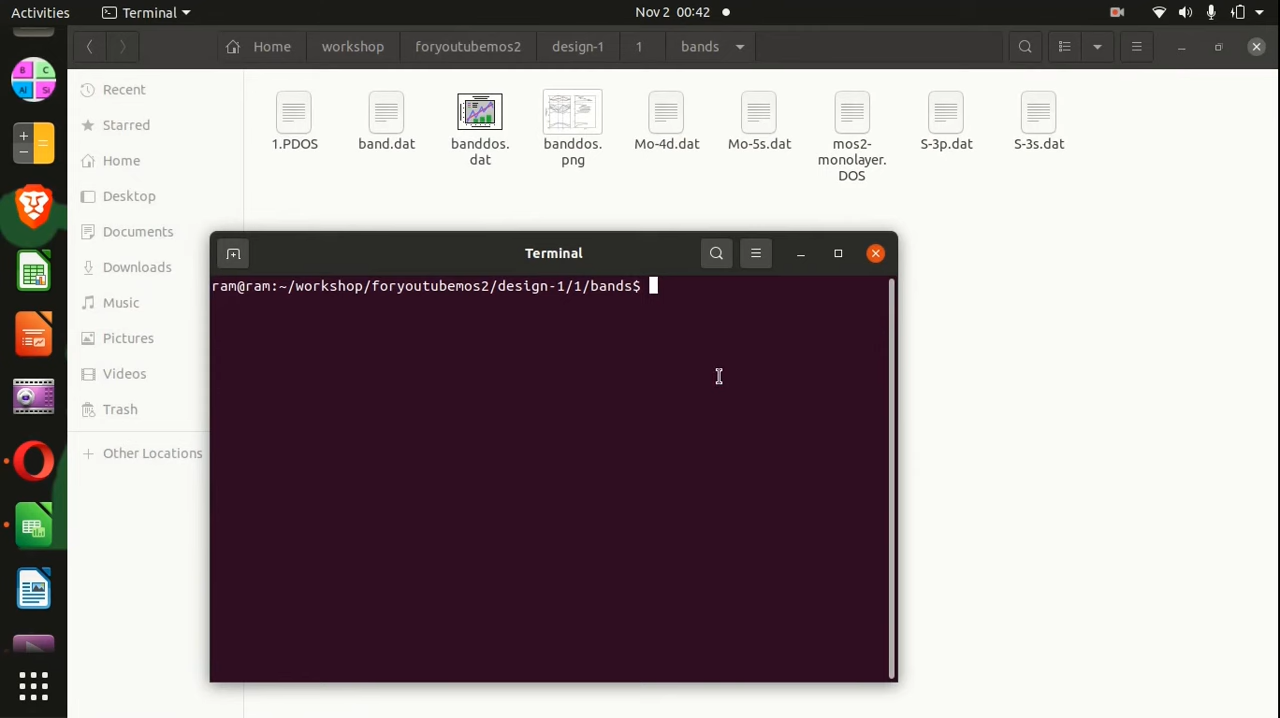 Activities
Terminal
Nov 2 00:42
Home
workshop
foryoutubemos2
design-1
1
bands
Recent
Starred
Home
Desktop
Documents
Downloads
Music
Pictures
Videos
Trash
Other Locations
1.PDOS
band.dat
banddos.
dat
banddos.
png
Mo-4d.dat
Mo-5s.dat
mos2-
monolayer.
DOS
S-3p.dat
S-3s.dat
Terminal
ram@ram:~/workshop/foryoutubemos2/design-1/1/bands$
B C
Al Si